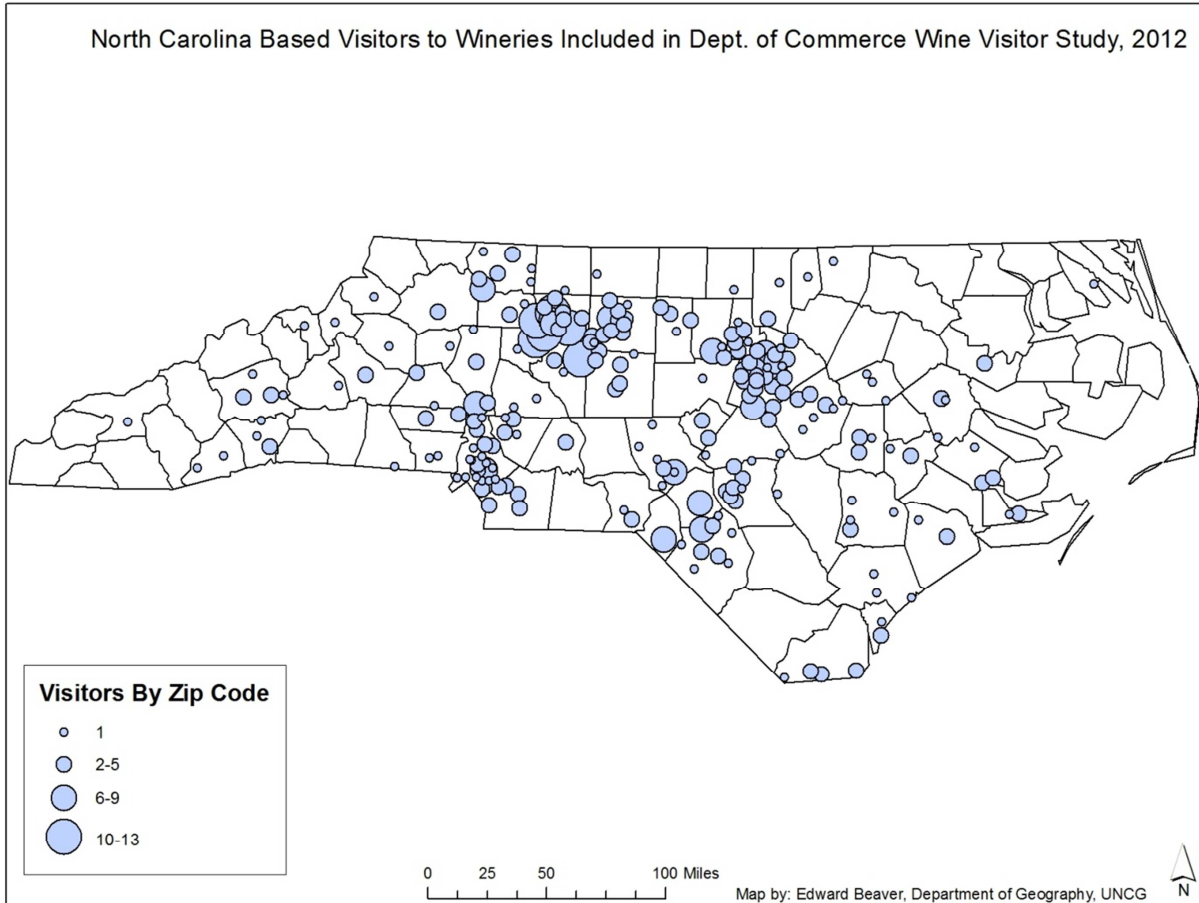 North Carolina Based Visitors to Wineries Included in Dept. of Commerce Wine Visitor Study, 2012
Visitors By Zip Code
1
2-5
6-9
10-13
0 25 50 100 Miles
Map by: Edward Beaver, Department of Geography, UNCG
N